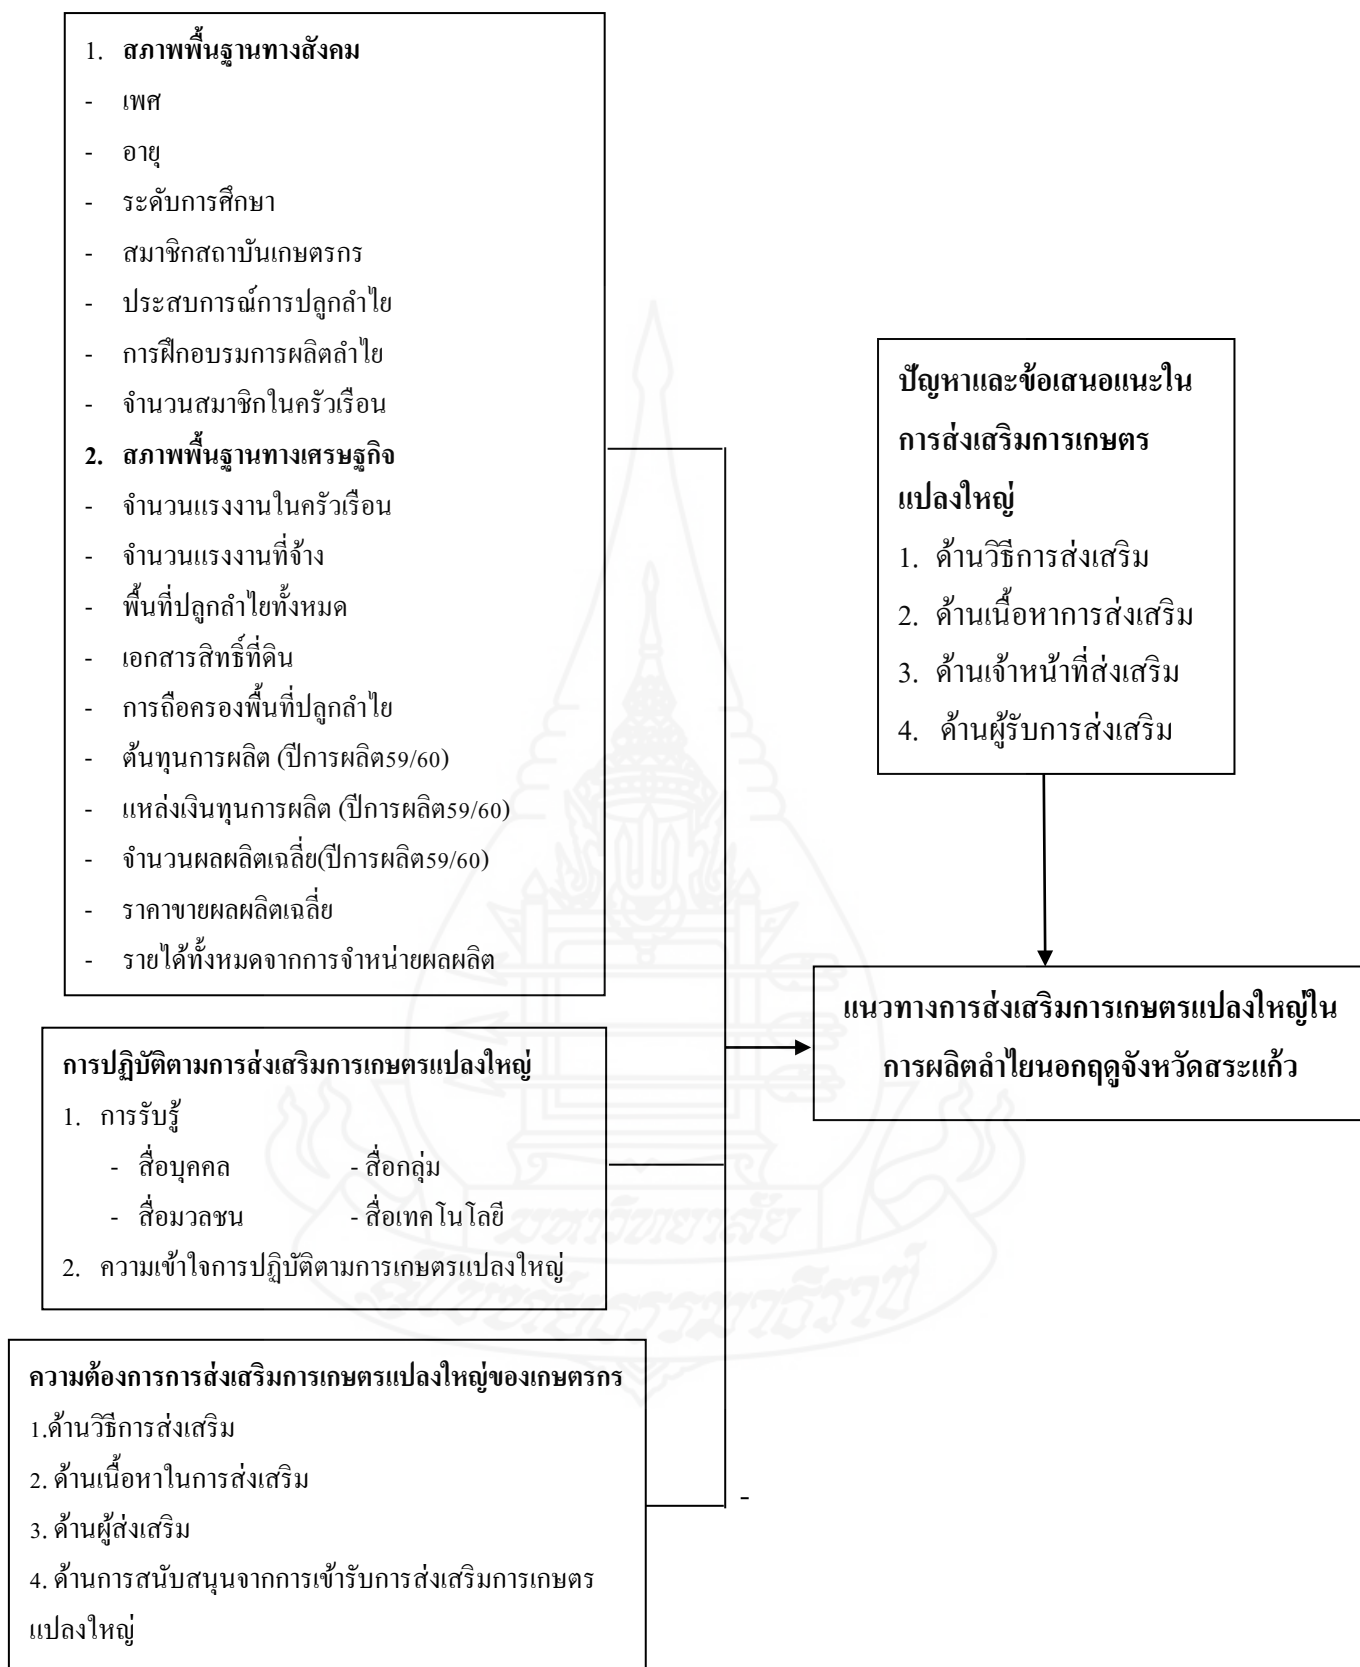 1. สภาพพื้นฐานทางสังคม
- เพศ
- อายุ
- ระดับการศึกษา
- สมาชิกสถาบันเกษตรกร
- ประสบการณ์การปลูกลำไย
- การฝึกอบรมการผลิตลำไย
- จำนวนสมาชิกในครัวเรือน
2. สภาพพื้นฐานทางเศรษฐกิจ
- จำนวนแรงงานในครัวเรือน
- จำนวนแรงงานที่จ้าง
- พื้นที่ปลูกลำไยทั้งหมด
- เอกสารสิทธิ์ที่ดิน
- การถือครองพื้นที่ปลูกลำไย
- ต้นทุนการผลิต (ปีการผลิต59/60)
- แหล่งเงินทุนการผลิต (ปีการผลิต59/60)
- จำนวนผลผลิตเฉลี่ย(ปีการผลิต59/60)
- ราคาขายผลผลิตเฉลี่ย
- รายได้ทั้งหมดจากการจำหน่ายผลผลิต
การปฏิบัติตามการส่งเสริมการเกษตรแปลงใหญ่
1. การรับรู้
- สื่อบุคคล - สื่อกลุ่ม
- สื่อมวลชน - สื่อเทคโนโลยี
2. ความเข้าใจการปฏิบัติตามการเกษตรแปลงใหญ่
ความต้องการการส่งเสริมการเกษตรแปลงใหญ่ของเกษตรกร
1.ด้านวิธีการส่งเสริม
2. ด้านเนื้อหาในการส่งเสริม
3. ด้านผู้ส่งเสริม
4. ด้านการสนับสนุนจากการเข้ารับการส่งเสริมการเกษตร
แปลงใหญ่
-
ปัญหาและข้อเสนอแนะใน
การส่งเสริมการเกษตร
แปลงใหญ่
1. ด้านวิธีการส่งเสริม
2. ด้านเนื้อหาการส่งเสริม
3. ด้านเจ้าหน้าที่ส่งเสริม
4. ด้านผู้รับการส่งเสริม
แนวทางการส่งเสริมการเกษตรแปลงใหญ่ใน
การผลิตลำไยนอกฤดูจังหวัดสระแก้ว
มหาวิทยาลัย
สุโขทัยธรรมาธิราช